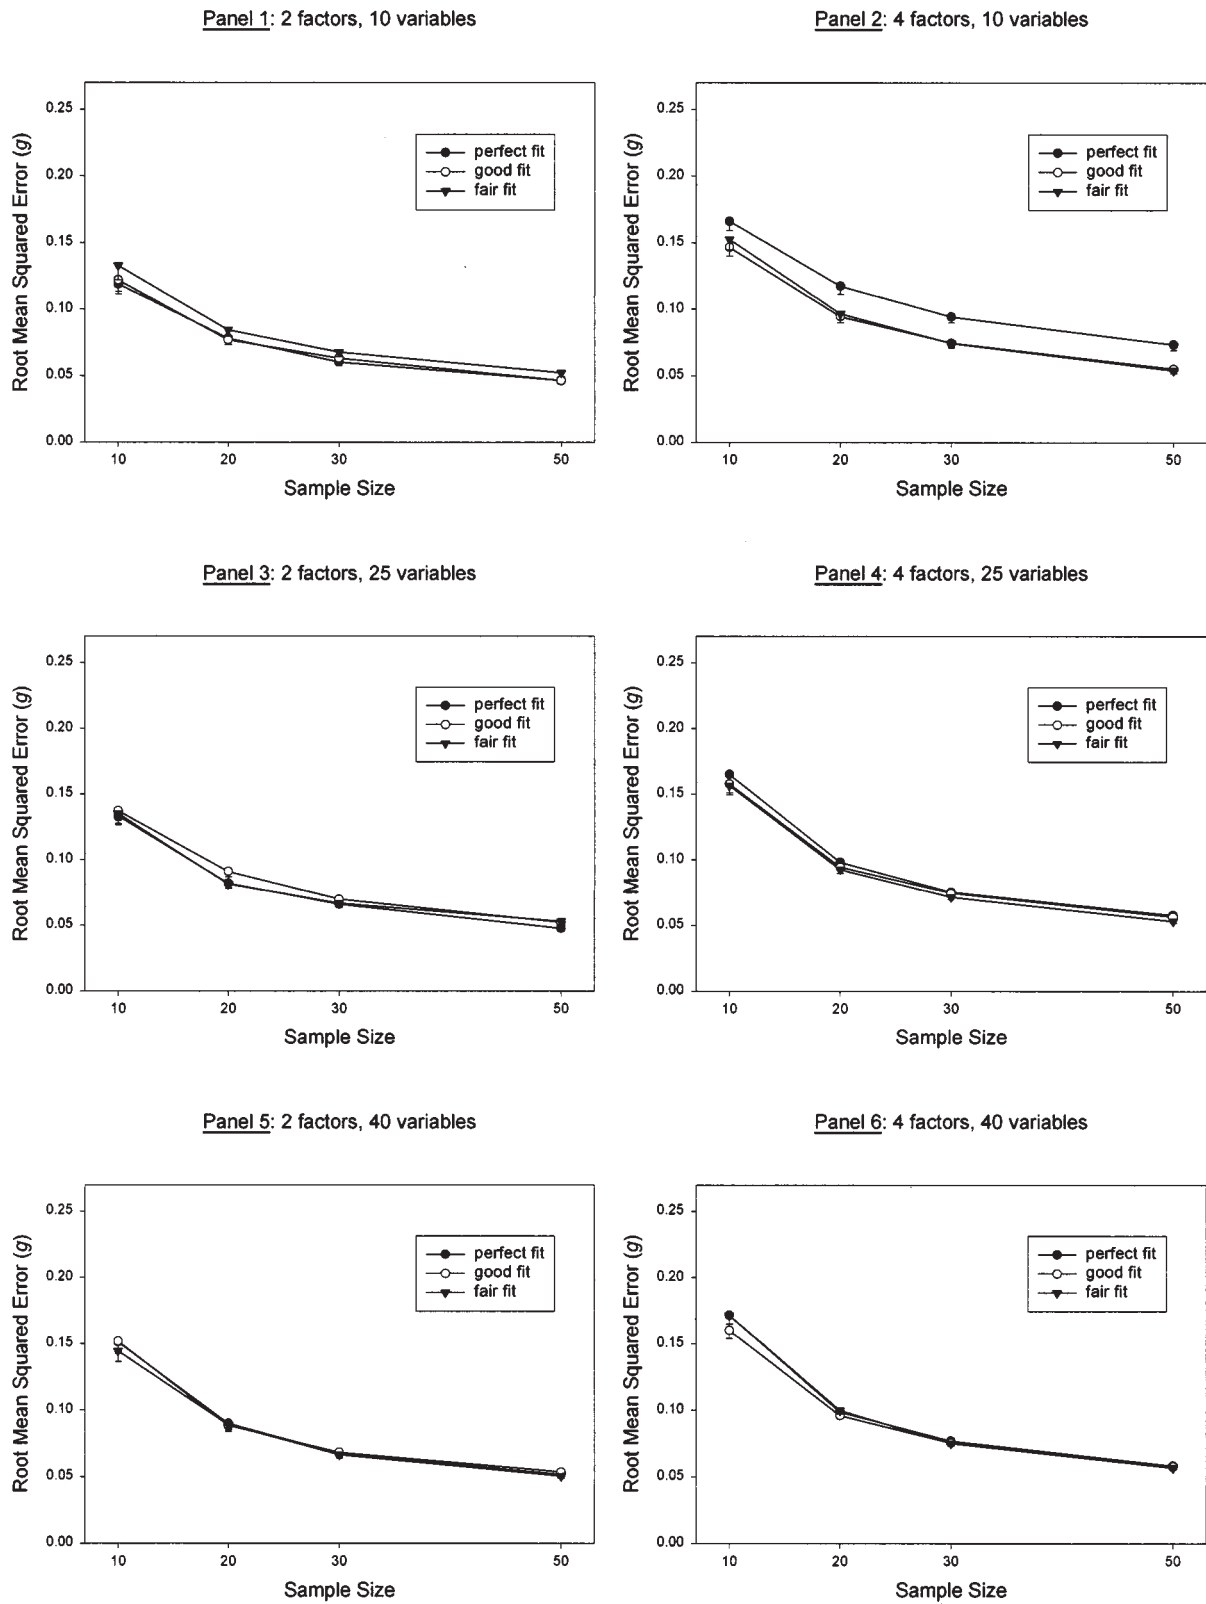 Panel 1: 2 factors, 10 variables
Root Mean Squared Error (g)
0.25
0.20
0.15
0.10
0.05
0.00
perfect fit
good fit
fair fit
10 20 30 50
Sample Size
Panel 2: 4 factors, 10 variables
Root Mean Squared Error (g)
0.25
0.20
0.15
0.10
0.05
0.00
perfect fit
good fit
fair fit
10 20 30 50
Sample Size
Panel 3: 2 factors, 25 variables
Root Mean Squared Error (g)
0.25
0.20
0.15
0.10
0.05
0.00
perfect fit
good fit
fair fit
10 20 30 50
Sample Size
Panel 4: 4 factors, 25 variables
Root Mean Squared Error (g)
0.25
0.20
0.15
0.10
0.05
0.00
perfect fit
good fit
fair fit
10 20 30 50
Sample Size
Panel 5: 2 factors, 40 variables
Root Mean Squared Error (g)
0.25
0.20
0.15
0.10
0.05
0.00
perfect fit
good fit
fair fit
10 20 30 50
Sample Size
Panel 6: 4 factors, 40 variables
Root Mean Squared Error (g)
0.25
0.20
0.15
0.10
0.05
0.00
perfect fit
good fit
fair fit
10 20 30 50
Sample Size